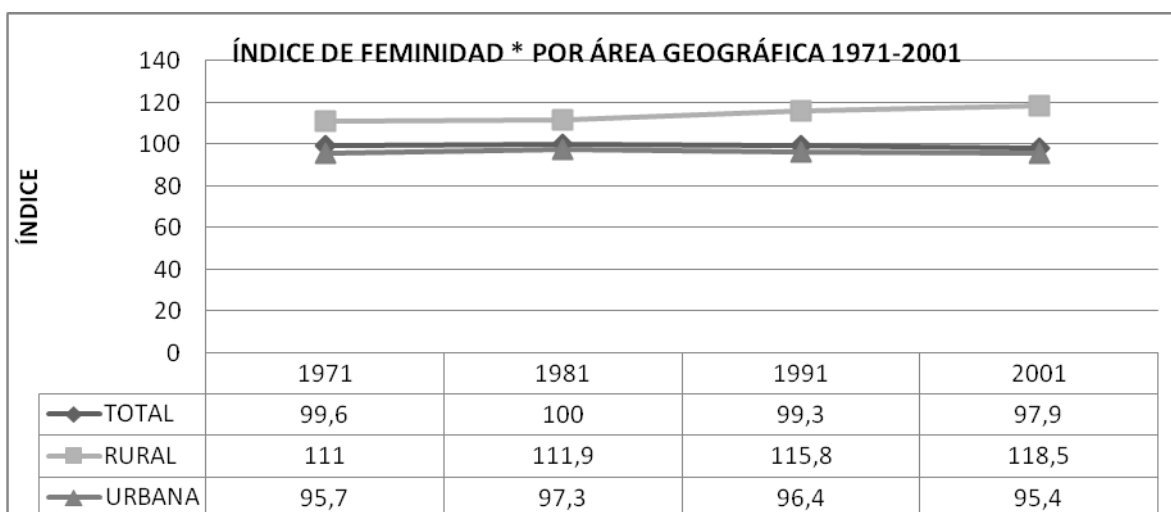 ÍNDICE DE FEMINIDAD * POR ÁREA GEOGRÁFICA 1971-2001
ÍNDICE
140
120
100
80
60
40
20
0
1971 1981 1991 2001
TOTAL 99,6 100 99,3 97,9
RURAL 111 111,9 115,8 118,5
URBANA 95,7 97,3 96,4 95,4